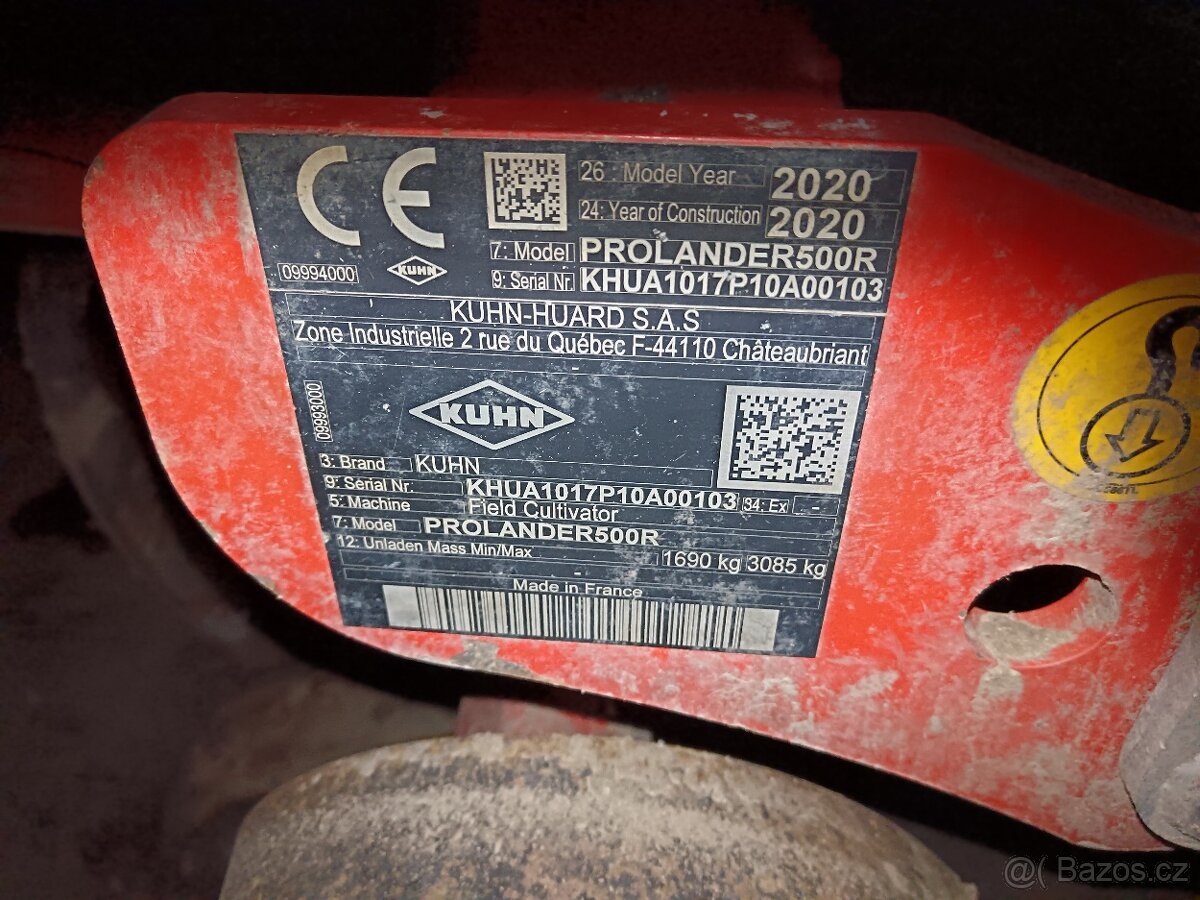 CE
26 : Model Year 2020
24: Year of Construction 2020
7: Model PROLANDER500R
09994000 KUHN 9: Serial Nr. KHUA1017P10A00103
KUHN-HUARD S.A.S
Zone Industrielle 2 rue du Québec F-44110 Châteaubriant
09993000
KUHN
3: Brand KUHN
9: Serial Nr. KHUA1017P10A00103 34: Ex - -
5: Machine Field Cultivator
7: Model PROLANDER500R
12: Unladen Mass Min/Max 1690 kg 3085 kg
Made in France
@( Bazos.cz